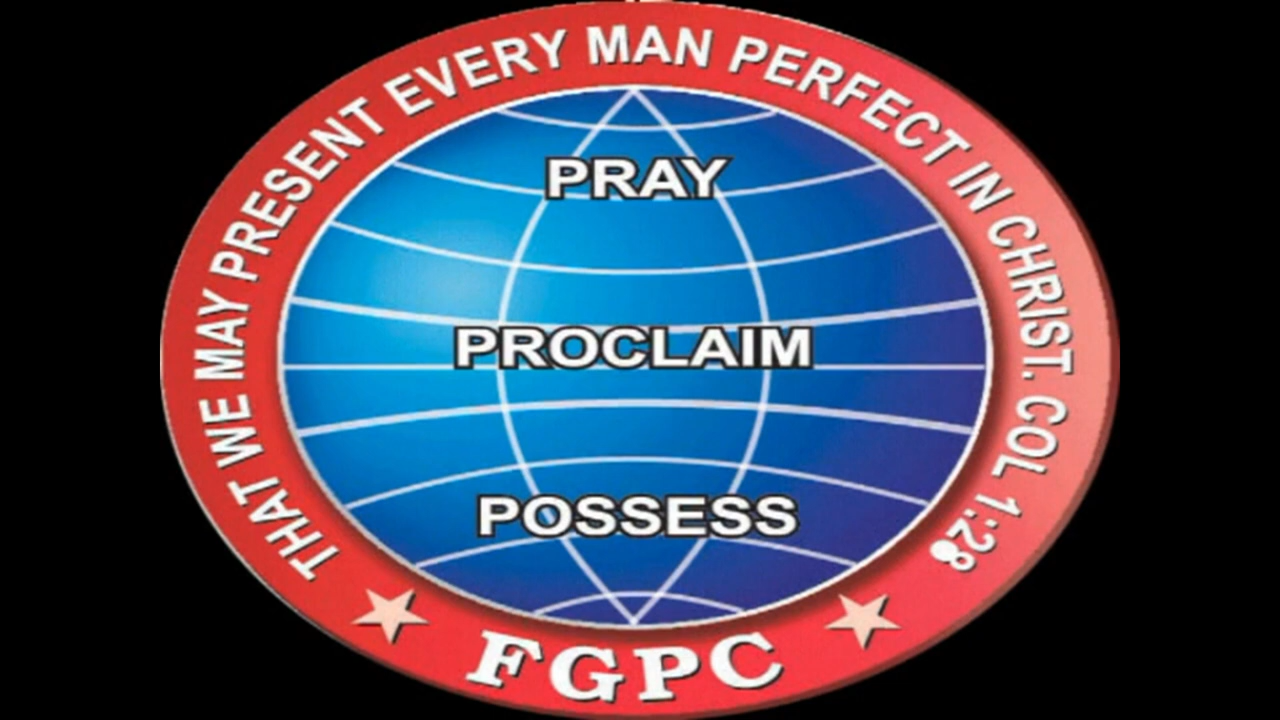 THAT WE MAY PRESENT EVERY MAN PERFECT IN CHRIST. COL 1:28
PRAY
PROCLAIM
POSSESS
FGPC